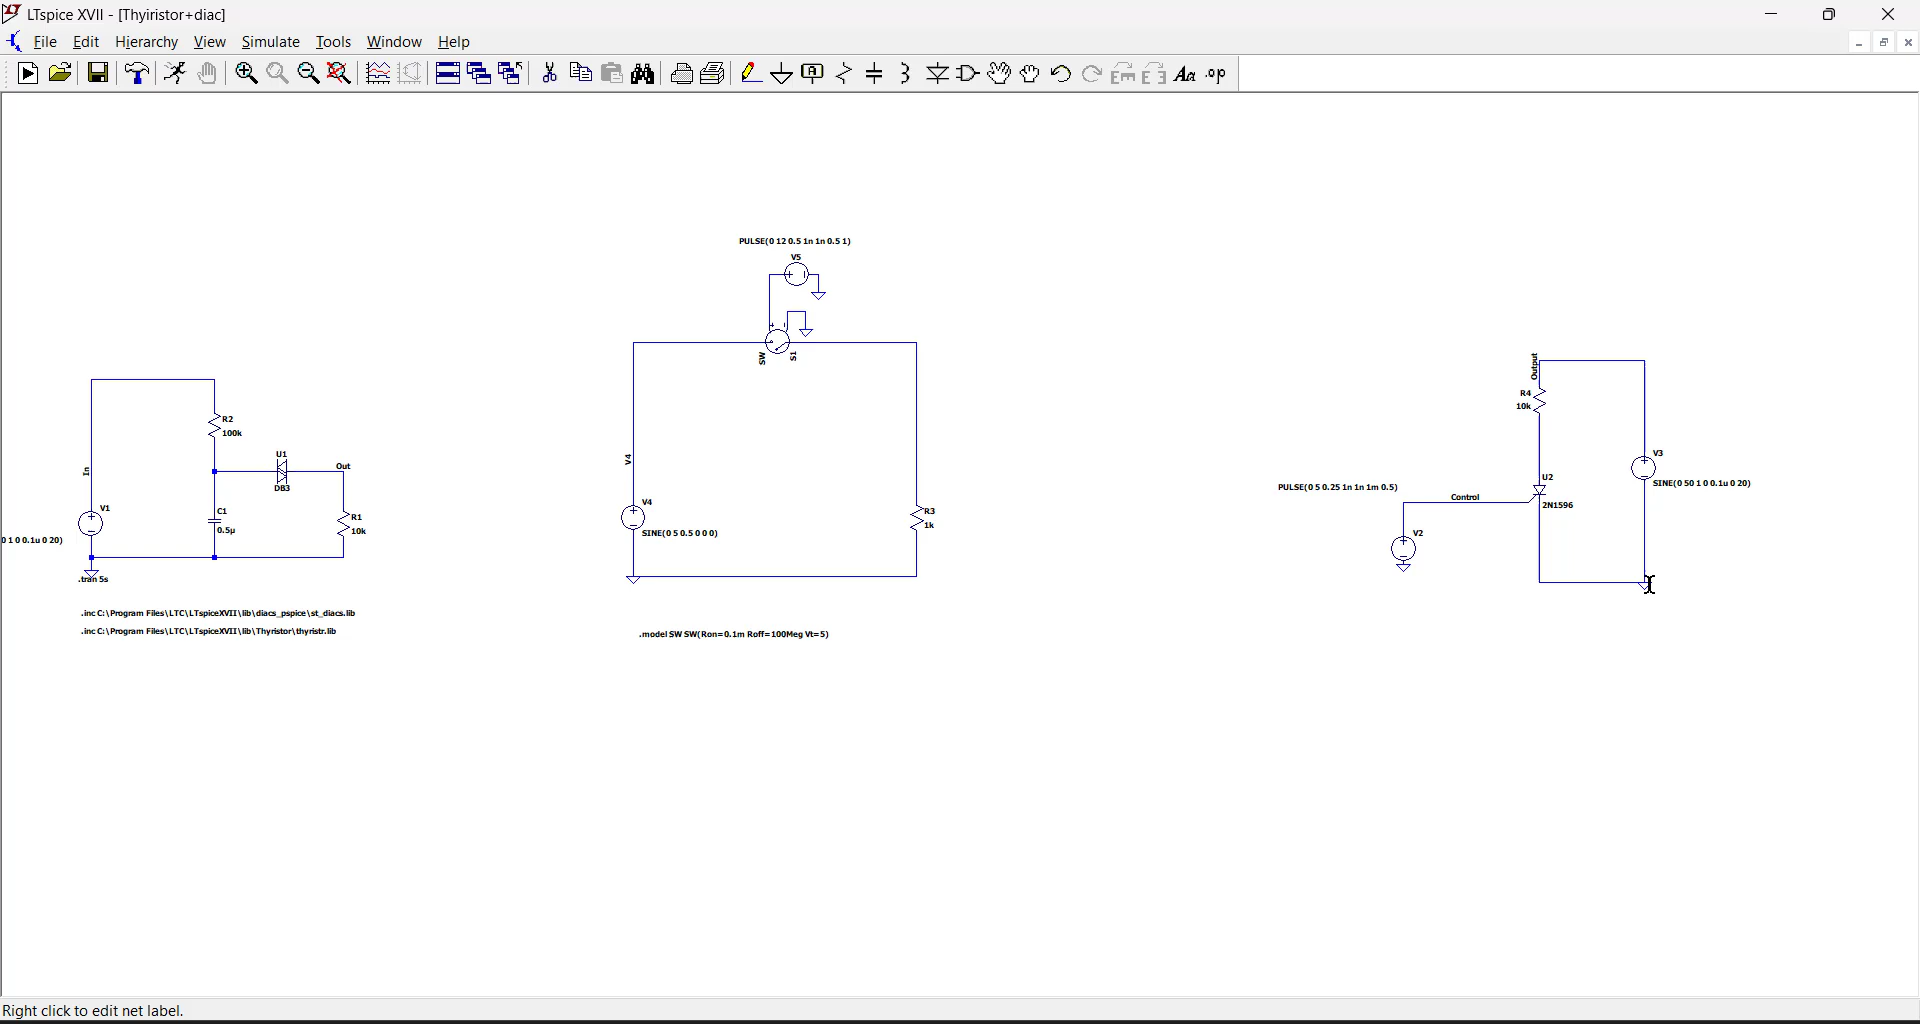 LTspice XVII - [Thyiristor+diac]
File Edit Hierarchy View Simulate Tools Window Help
.op
PULSE(0 12 0.5 1n 1n 0.5 1)
V5
SW
S1
In
R2
100k
U1
DB3
Out
V1
0 1 0 0.1u 0 20)
C1
0.5µ
R1
10k
.tran 5s
.inc C:\Program Files\LTC\LTspiceXVII\lib\diacs_pspice\st_diacs.lib
.inc C:\Program Files\LTC\LTspiceXVII\lib\Thyristor\thyristr.lib
V4
V4
SINE(0 5 0.5 0 0 0)
R3
1k
.model SW SW(Ron=0.1m Roff=100Meg Vt=5)
Output
R4
10k
V3
SINE(0 50 1 0 0.1u 0 20)
U2
2N1596
PULSE(0 5 0.25 1n 1n 1m 0.5)
Control
V2
Right click to edit net label.